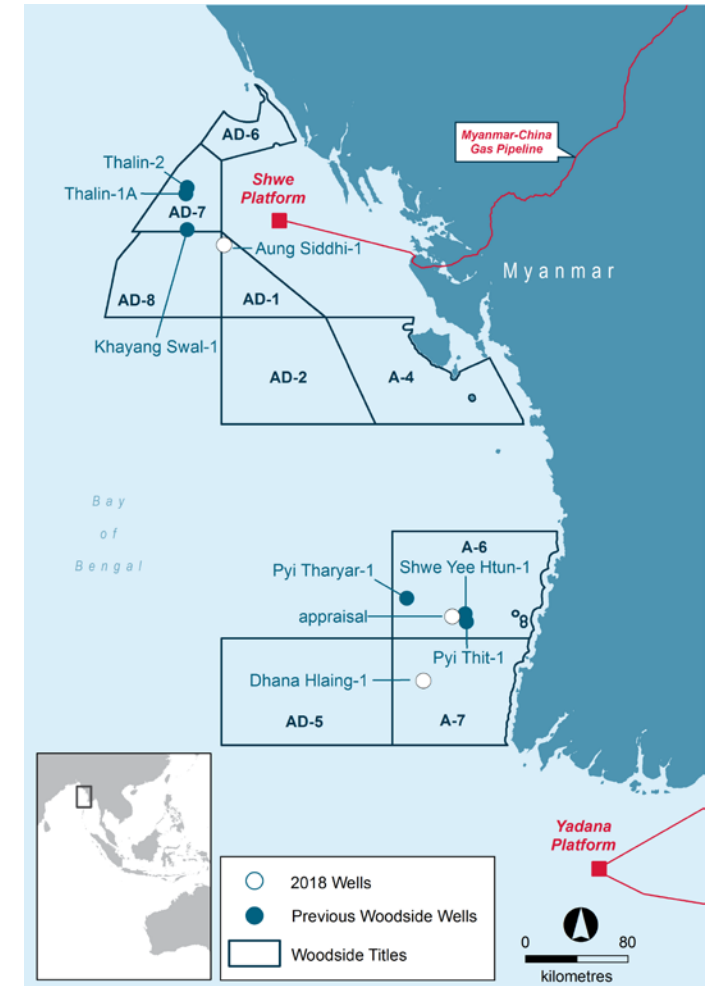 AD-6
Myanmar-China
Gas Pipeline
Thalin-2
Thalin-1A
Shwe
Platform
AD-7
Aung Siddhi-1
Myanmar
AD-8
AD-1
Khayang Swal-1
AD-2
A-4
Bay
of
Bengal
A-6
Pyi Tharyar-1
Shwe Yee Htun-1
appraisal
Pyi Thit-1
Dhana Hlaing-1
AD-5
A-7
Yadana
Platform
2018 Wells
Previous Woodside Wells
Woodside Titles
0
80
kilometres